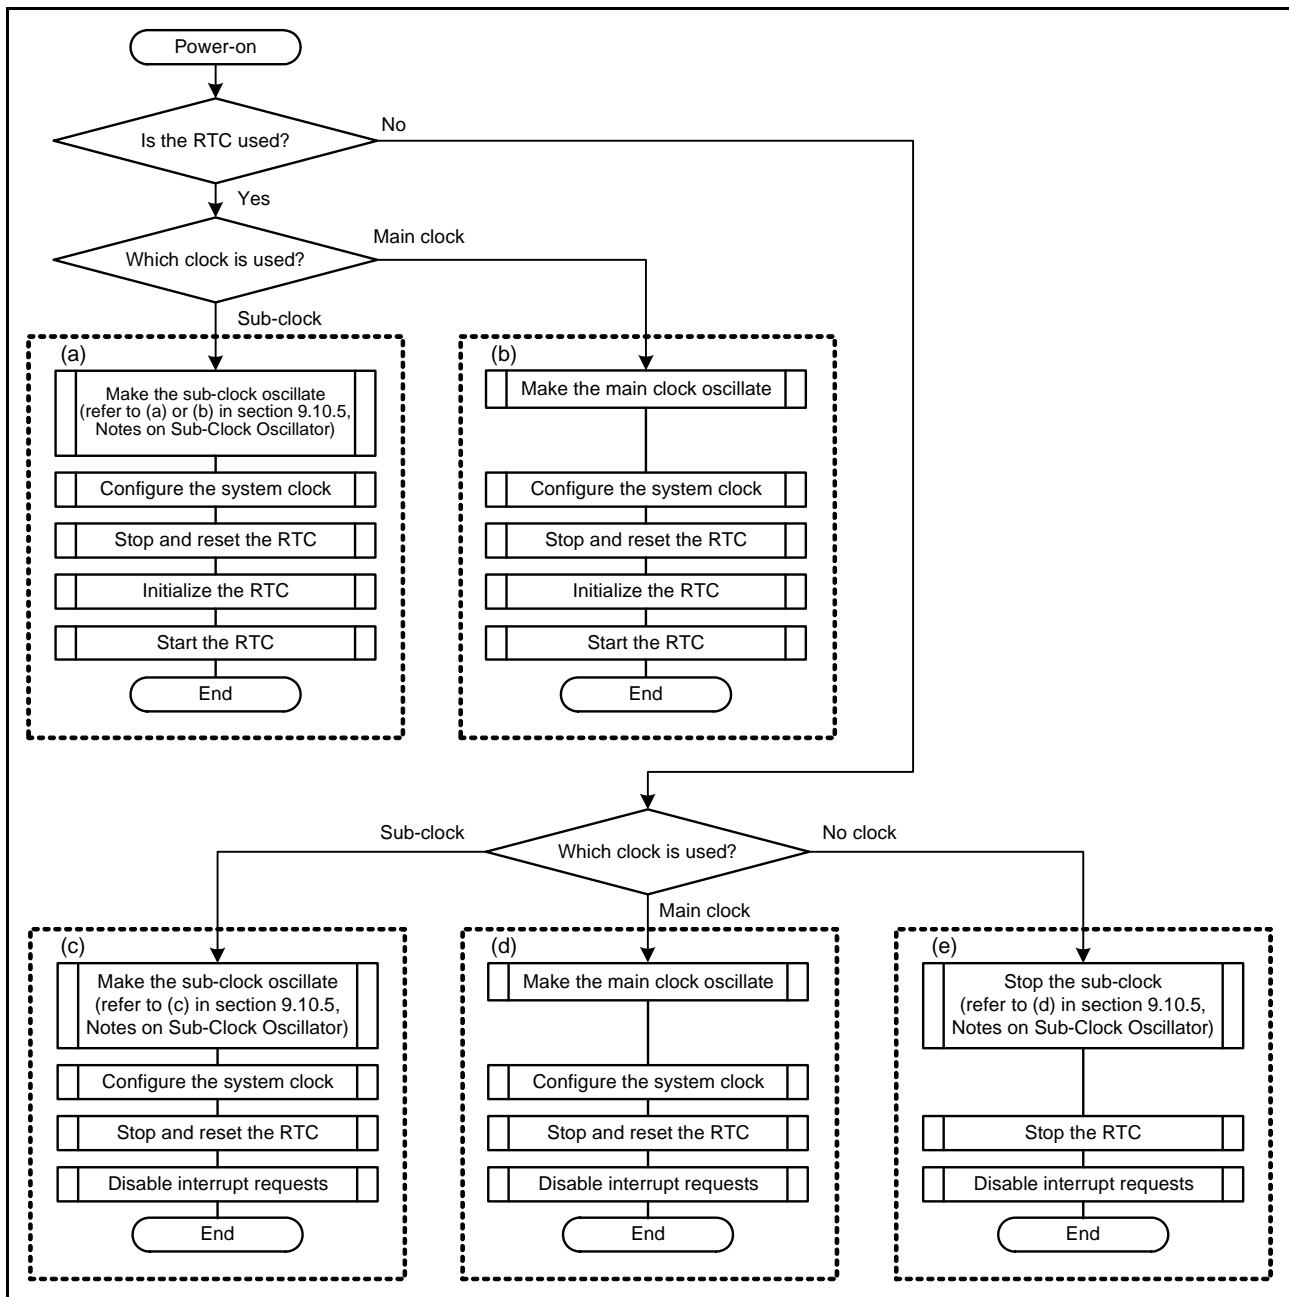 Power-on
Is the RTC used?
No
Yes
Which clock is used?
Main clock
Sub-clock
(a)
Make the sub-clock oscillate
(refer to (a) or (b) in section 9.10.5,
Notes on Sub-Clock Oscillator)
Configure the system clock
Stop and reset the RTC
Initialize the RTC
Start the RTC
End
(b)
Make the main clock oscillate
Configure the system clock
Stop and reset the RTC
Initialize the RTC
Start the RTC
End
Which clock is used?
Sub-clock
No clock
Main clock
(c)
Make the sub-clock oscillate
(refer to (c) in section 9.10.5,
Notes on Sub-Clock Oscillator)
Configure the system clock
Stop and reset the RTC
Disable interrupt requests
End
(d)
Make the main clock oscillate
Configure the system clock
Stop and reset the RTC
Disable interrupt requests
End
(e)
Stop the sub-clock
(refer to (d) in section 9.10.5,
Notes on Sub-Clock Oscillator)
Stop the RTC
Disable interrupt requests
End